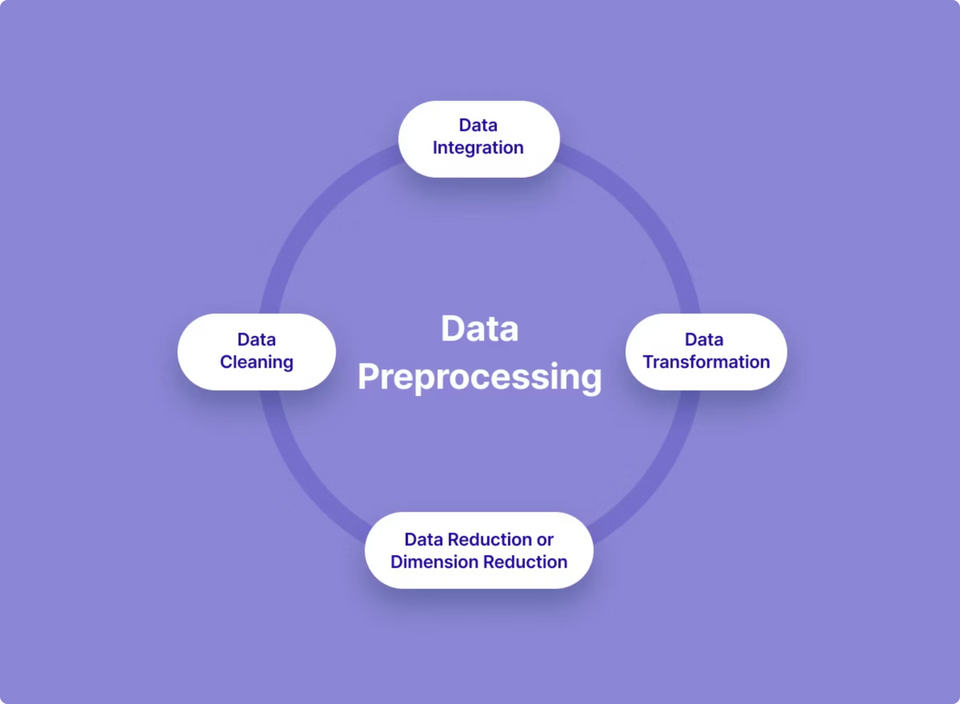 Data
Integration
Data
Cleaning
Data
Preprocessing
Data
Transformation
Data Reduction or
Dimension Reduction